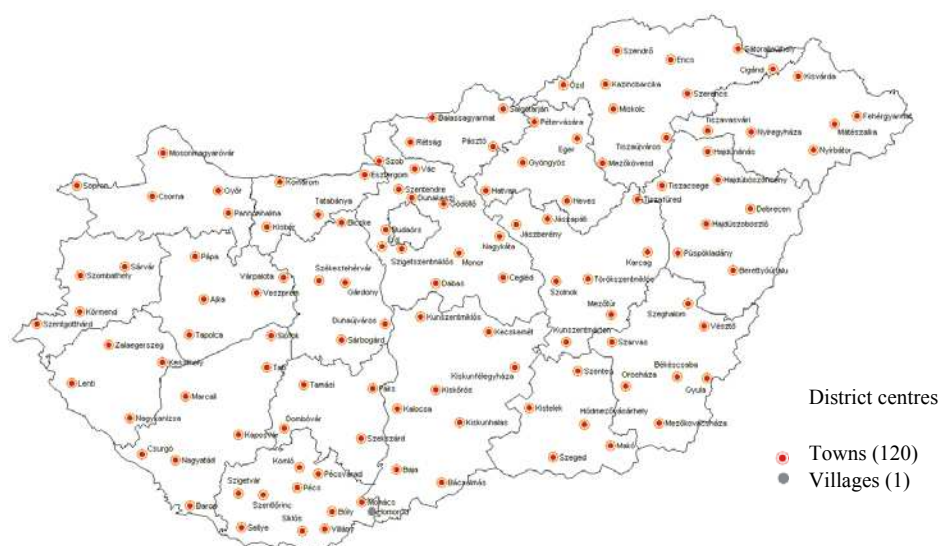 Szendrő
Encs
Sátoraljaújhely
Cigánd
Kisvárda
Ózd
Kazincbarcika
Szerencs
Miskolc
Tiszavasvári
Fehérgyarmat
Mátészalka
Nyíregyháza
Nyírbátor
Salgótarján
Balassagyarmat
Pétervására
Rétság
Pásztó
Eger
Tiszaújváros
Hajdúnánás
Mosonmagyaróvár
Szob
Vác
Gyöngyös
Mezőkövesd
Sopron
Csorna
Győr
Komárom
Esztergom
Szentendre
Dunakeszi
Gödöllő
Hatvan
Heves
Tiszafüred
Tiszacsege
Hajdúböszörmény
Debrecen
Pannonhalma
Tatabánya
Kisbér
Bicske
Budaörs
Érd
Szigetszentmiklós
Monor
Nagykáta
Jászberény
Jászapáti
Hajdúszoboszló
Karcag
Püspökladány
Berettyóújfalu
Pápa
Sárvár
Szombathely
Várpalota
Veszprém
Székesfehérvár
Gárdony
Dabas
Cegléd
Szolnok
Törökszentmiklós
Mezőtúr
Szeghalom
Vésztő
Ajka
Körmend
Szentgotthárd
Tapolca
Siófok
Dunaújváros
Sárbogárd
Kunszentmiklós
Kecskemét
Kunszentmárton
Szarvas
Zalaegerszeg
Keszthely
Tab
Lenti
Marcali
Tamási
Paks
Kiskunfélegyháza
Kiskőrös
Szentes
Orosháza
Békéscsaba
Gyula
Nagykanizsa
Kaposvár
Dombóvár
Kalocsa
Kiskunhalas
Kistelek
Hódmezővásárhely
Mezőkovácsháza
Csurgó
Nagyatád
Szekszárd
Szeged
Makó
Komló
Pécsvárad
Baja
Bácsalmás
Szigetvár
Szentlőrinc
Pécs
Barcs
Siklós
Bóly
Mohács
Homorúd
Sellye
Villány
District centres
Towns (120)
Villages (1)